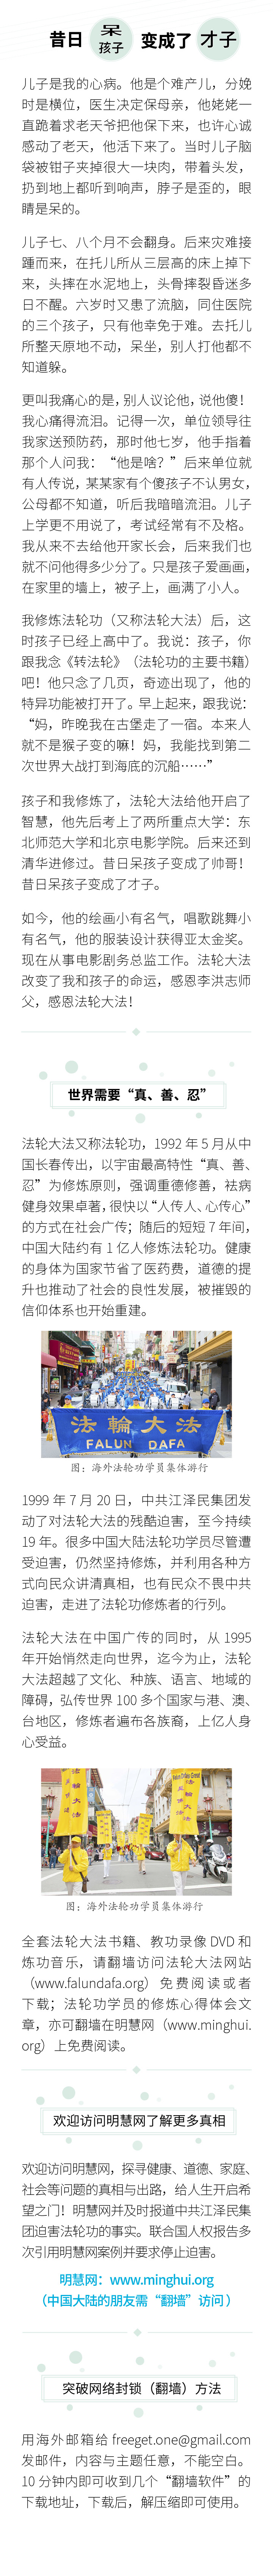 昔日 呆孩子 变成了 才子
儿子是我的心病。他是个难产儿，分娩
时是横位，医生决定保母亲，他姥姥一
直跪着求老天爷把他保下来，也许心诚
感动了老天，他活下来了。当时儿子脑
袋被钳子夹掉很大一块肉，带着头发，
扔到地上都听到响声，脖子是歪的，眼
睛是呆的。
儿子七、八个月不会翻身。后来灾难接
踵而来，在托儿所从三层高的床上掉下
来，头摔在水泥地上，头骨摔裂昏迷多
日不醒。六岁时又患了流脑，同住医院
的三个孩子，只有他幸免于难。去托儿
所整天原地不动，呆坐，别人打他都不
知道躲。
更叫我痛心的是，别人议论他，说他傻！
我心痛得流泪。记得一次，单位领导往
我家送预防药，那时他七岁，他手指着
那个人问我：“他是啥？”后来单位就
有人传说，某某家有个傻孩子不认男女，
公母都不知道，听后我暗暗流泪。儿子
上学更不用说了，考试经常有不及格。
我从来不去给他开家长会，后来我们也
就不问他得多少分了。只是孩子爱画画，
在家里的墙上，被子上，画满了小人。
我修炼法轮功（又称法轮大法）后，这
时孩子已经上高中了。我说：孩子，你
跟我念《转法轮》（法轮功的主要书籍）
吧！他只念了几页，奇迹出现了，他的
特异功能被打开了。早上起来，跟我说：
“妈，昨晚我在古堡走了一宿。本来人
就不是猴子变的嘛！妈，我能找到第二
次世界大战打到海底的沉船……”
孩子和我修炼了，法轮大法给他开启了
智慧，他先后考上了两所重点大学：东
北师范大学和北京电影学院。后来还到
清华进修过。昔日呆孩子变成了帅哥！
昔日呆孩子变成了才子。
如今，他的绘画小有名气，唱歌跳舞小
有名气，他的服装设计获得亚太金奖。
现在从事电影剧务总监工作。法轮大法
改变了我和孩子的命运，感恩李洪志师
父，感恩法轮大法！
世界需要“真、善、忍”
法轮大法又称法轮功，1992 年 5 月从中
国长春传出，以宇宙最高特性“真、善、
忍”为修炼原则，强调重德修善，祛病
健身效果卓著，很快以“人传人、心传心”
的方式在社会广传；随后的短短 7 年间，
中国大陆约有 1 亿人修炼法轮功。健康
的身体为国家节省了医药费，道德的提
升也推动了社会的良性发展，被摧毁的
信仰体系也开始重建。
法輪大法
FALUN DAFA
图：海外法轮功学员集体游行
1999 年 7 月 20 日，中共江泽民集团发
动了对法轮大法的残酷迫害，至今持续
19 年。很多中国大陆法轮功学员尽管遭
受迫害，仍然坚持修炼，并利用各种方
式向民众讲清真相，也有民众不畏中共
迫害，走进了法轮功修炼者的行列。
法轮大法在中国广传的同时，从 1995
年开始悄然走向世界，迄今为止，法轮
大法超越了文化、种族、语言、地域的
障碍，弘传世界 100 多个国家与港、澳、
台地区，修炼者遍布各族裔，上亿人身
心受益。
图：海外法轮功学员集体游行
全套法轮大法书籍、教功录像 DVD 和
炼功音乐，请翻墙访问法轮大法网站
（www.falundafa.org）免费阅读或者
下载；法轮功学员的修炼心得体会文
章，亦可翻墙在明慧网（www.minghui.
org）上免费阅读。
欢迎访问明慧网了解更多真相
欢迎访问明慧网，探寻健康、道德、家庭、
社会等问题的真相与出路，给人生开启希
望之门！明慧网并及时报道中共江泽民集
团迫害法轮功的事实。联合国人权报告多
次引用明慧网案例并要求停止迫害。
明慧网：www.minghui.org
（中国大陆的朋友需“翻墙”访问）
突破网络封锁（翻墙）方法
用海外邮箱给 freeget.one@gmail.com
发邮件，内容与主题任意，不能空白。
10 分钟内即可收到几个“翻墙软件”的
下载地址，下载后，解压缩即可使用。